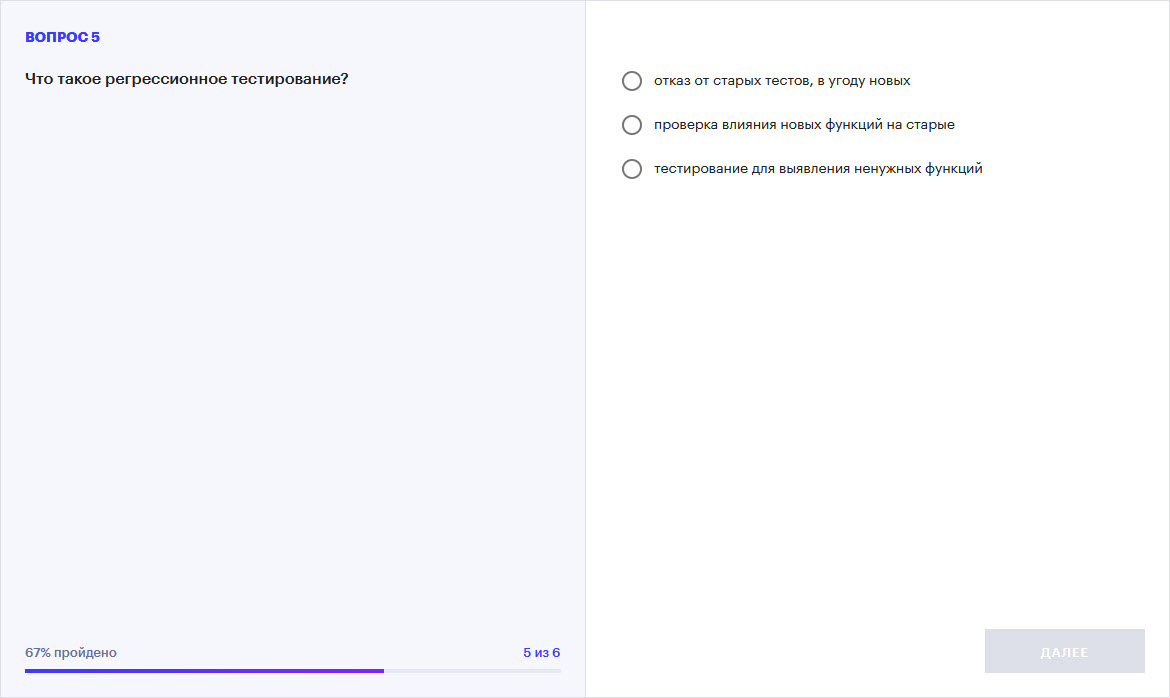 ВОПРОС 5
Что такое регрессионное тестирование?
отказ от старых тестов, в угоду новых
проверка влияния новых функций на старые
тестирование для выявления ненужных функций
67% пройдено
5 из 6
ДАЛЕЕ